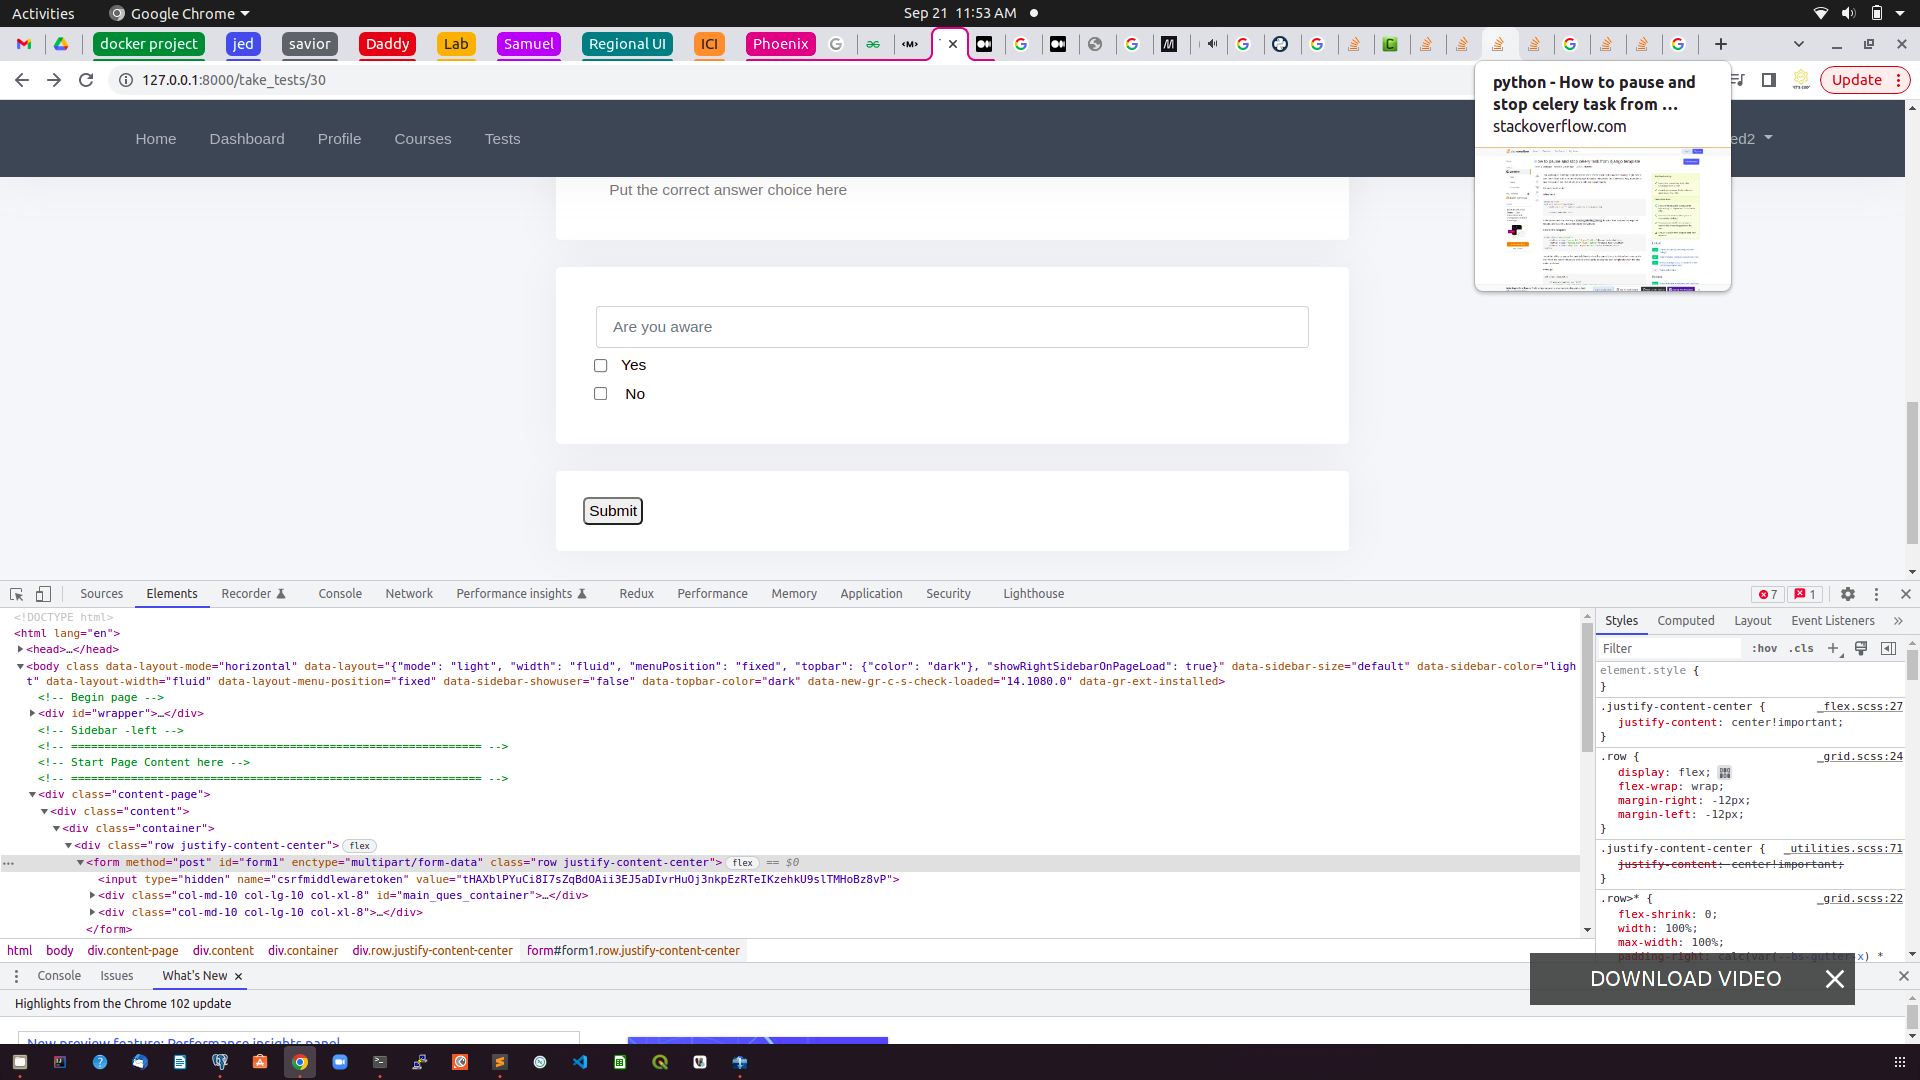 Activities
Google Chrome
Sep 21  11:53 AM
docker project
jed
savior
Daddy
Lab
Samuel
Regional UI
ICI
Phoenix
127.0.0.1:8000/take_tests/30
Update
python - How to pause and
stop celery task from …
stackoverflow.com
Home
Dashboard
Profile
Courses
Tests
ed2
Put the correct answer choice here
Are you aware
Yes
No
Submit
Sources
Elements
Recorder
Console
Network
Performance insights
Redux
Performance
Memory
Application
Security
Lighthouse
7
1
<!DOCTYPE html>
<html lang="en">
<head>…</head>
<body class data-layout-mode="horizontal" data-layout="{"mode": "light", "width": "fluid", "menuPosition": "fixed", "topbar": {"color": "dark"}, "showRightSidebarOnPageLoad": true}" data-sidebar-size="default" data-sidebar-color="ligh
t" data-layout-width="fluid" data-layout-menu-position="fixed" data-sidebar-showuser="false" data-topbar-color="dark" data-new-gr-c-s-check-loaded="14.1080.0" data-gr-ext-installed>
<!-- Begin page -->
<div id="wrapper">…</div>
<!-- Sidebar -left -->
<!-- ============================================================== -->
<!-- Start Page Content here -->
<!-- ============================================================== -->
<div class="content-page">
<div class="content">
<div class="container">
<div class="row justify-content-center"> flex
<form method="post" id="form1" enctype="multipart/form-data" class="row justify-content-center"> flex == $0
<input type="hidden" name="csrfmiddlewaretoken" value="tHAXblPYuCi8I7sZqBdOAii3EJ5aDIvrHuOj3nkpEzRTeIKzehkU9slTMHoBz8vP">
<div class="col-md-10 col-lg-10 col-xl-8" id="main_ques_container">…</div>
<div class="col-md-10 col-lg-10 col-xl-8">…</div>
</form>
html
body
div.content-page
div.content
div.container
div.row.justify-content-center
form#form1.row.justify-content-center
Styles
Computed
Layout
Event Listeners
Filter
:hov
.cls
element.style {
}
.justify-content-center {
_flex.scss:27
justify-content: center!important;
}
.row {
_grid.scss:24
display: flex;
flex-wrap: wrap;
margin-right: -12px;
margin-left: -12px;
}
.justify-content-center {
_utilities.scss:71
justify-content: center!important;
}
.row>* {
_grid.scss:22
flex-shrink: 0;
width: 100%;
max-width: 100%;
padding-right: calc(var(--bs-gutter-x) *
DOWNLOAD VIDEO
Console
Issues
What's New
Highlights from the Chrome 102 update
New preview feature: Performance insights panel